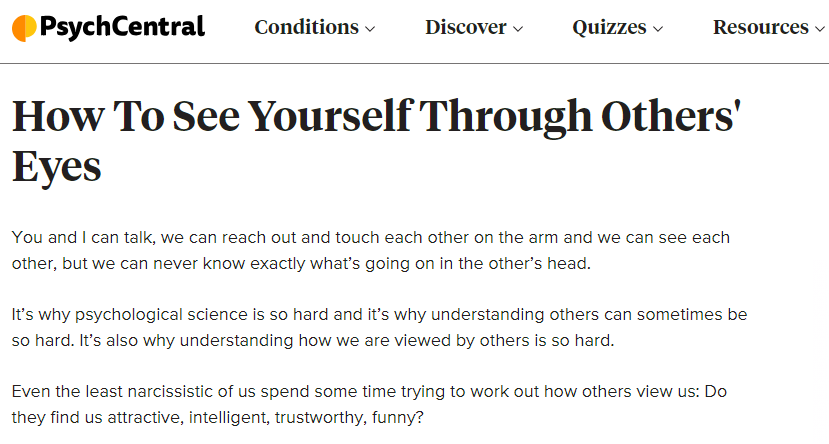 PsychCentral
Conditions
Discover
Quizzes
Resources
How To See Yourself Through Others'
Eyes
You and I can talk, we can reach out and touch each other on the arm and we can see each
other, but we can never know exactly what’s going on in the other’s head.
It’s why psychological science is so hard and it’s why understanding others can sometimes be
so hard. It’s also why understanding how we are viewed by others is so hard.
Even the least narcissistic of us spend some time trying to work out how others view us: Do
they find us attractive, intelligent, trustworthy, funny?